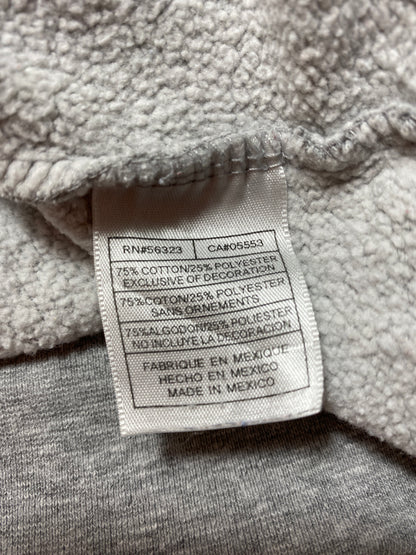 RN#56323 CA#05553
75% COTTON/25% POLYESTER
EXCLUSIVE OF DECORATION
75%COTON/25% POLYESTER
SANS ORNEMENTS
75%ALGODON/25% POLIESTER
NO INCLUYE LA DECORACION
FABRIQUE EN MEXIQUE
HECHO EN MEXICO
MADE IN MEXICO